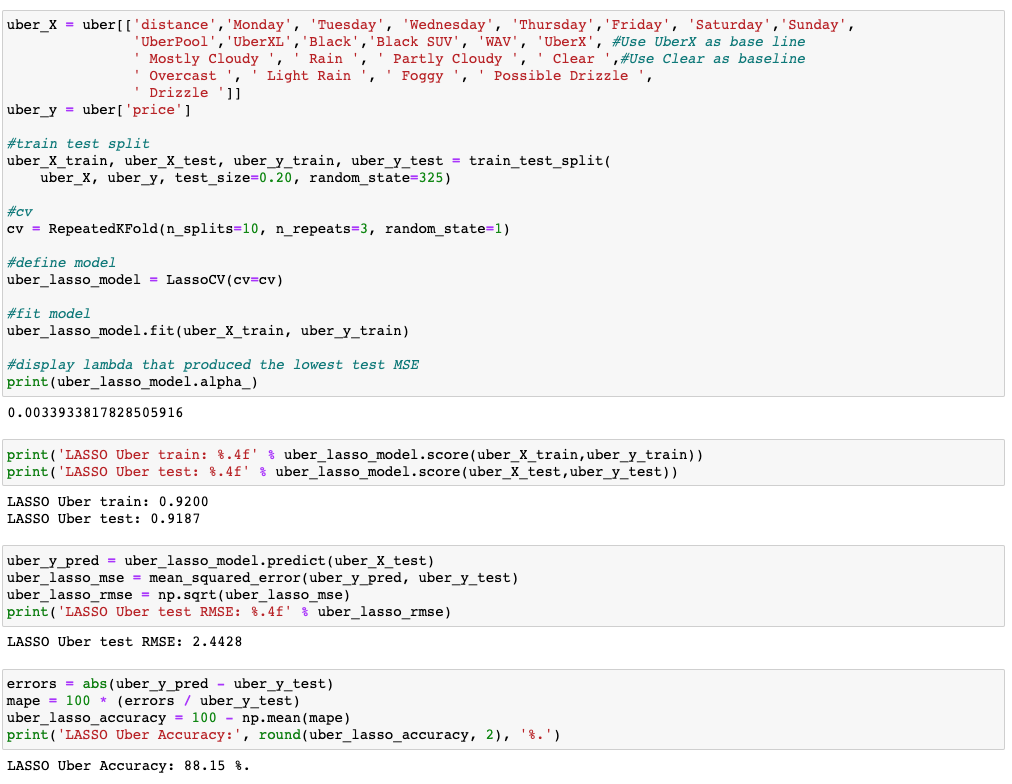 uber_X = uber[['distance','Monday', 'Tuesday', 'Wednesday', 'Thursday','Friday', 'Saturday','Sunday',
'UberPool','UberXL','Black','Black SUV', 'WAV', 'UberX', #Use UberX as base line
' Mostly Cloudy ', ' Rain ', ' Partly Cloudy ', ' Clear ',#Use Clear as baseline
' Overcast ', ' Light Rain ', ' Foggy ', ' Possible Drizzle ',
' Drizzle ']]
uber_y = uber['price']
#train test split
uber_X_train, uber_X_test, uber_y_train, uber_y_test = train_test_split(
uber_X, uber_y, test_size=0.20, random_state=325)
#cv
cv = RepeatedKFold(n_splits=10, n_repeats=3, random_state=1)
#define model
uber_lasso_model = LassoCV(cv=cv)
#fit model
uber_lasso_model.fit(uber_X_train, uber_y_train)
#display lambda that produced the lowest test MSE
print(uber_lasso_model.alpha_)
0.0033933817828505916
print('LASSO Uber train: %.4f' % uber_lasso_model.score(uber_X_train,uber_y_train))
print('LASSO Uber test: %.4f' % uber_lasso_model.score(uber_X_test,uber_y_test))
LASSO Uber train: 0.9200
LASSO Uber test: 0.9187
uber_y_pred = uber_lasso_model.predict(uber_X_test)
uber_lasso_mse = mean_squared_error(uber_y_pred, uber_y_test)
uber_lasso_rmse = np.sqrt(uber_lasso_mse)
print('LASSO Uber test RMSE: %.4f' % uber_lasso_rmse)
LASSO Uber test RMSE: 2.4428
errors = abs(uber_y_pred - uber_y_test)
mape = 100 * (errors / uber_y_test)
uber_lasso_accuracy = 100 - np.mean(mape)
print('LASSO Uber Accuracy:', round(uber_lasso_accuracy, 2), '%.')
LASSO Uber Accuracy: 88.15 %.